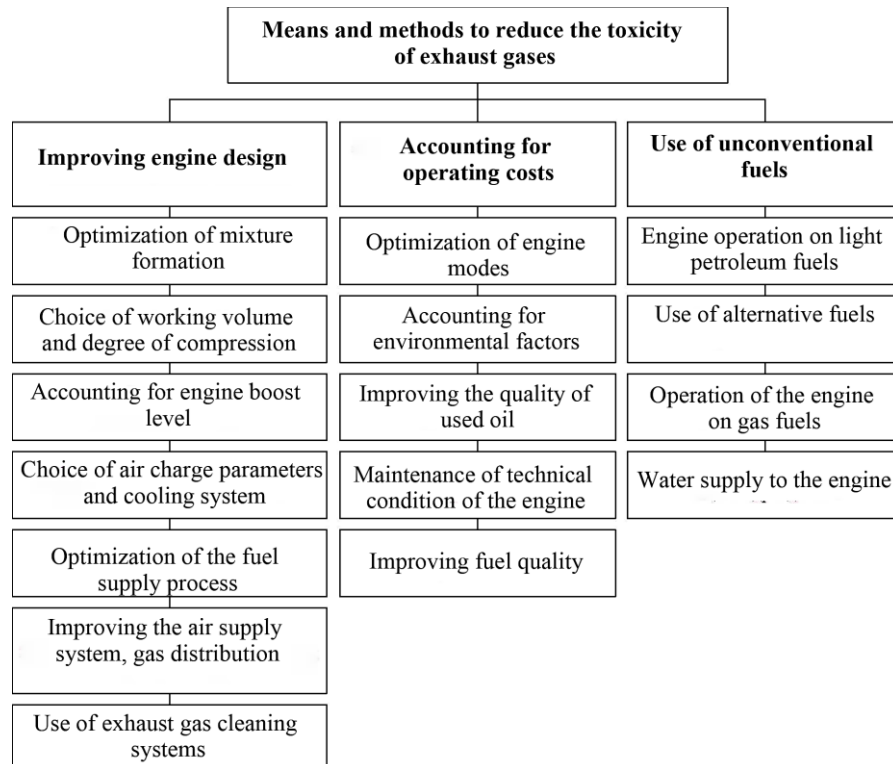 Means and methods to reduce the toxicity
of exhaust gases
Improving engine design
Optimization of mixture
formation
Choice of working volume
and degree of compression
Accounting for engine boost
level
Choice of air charge parameters
and cooling system
Optimization of the fuel
supply process
Improving the air supply
system, gas distribution
Use of exhaust gas cleaning
systems
Accounting for
operating costs
Optimization of engine
modes
Accounting for
environmental factors
Improving the quality of
used oil
Maintenance of technical
condition of the engine
Improving fuel quality
Use of unconventional
fuels
Engine operation on light
petroleum fuels
Use of alternative fuels
Operation of the engine
on gas fuels
Water supply to the engine